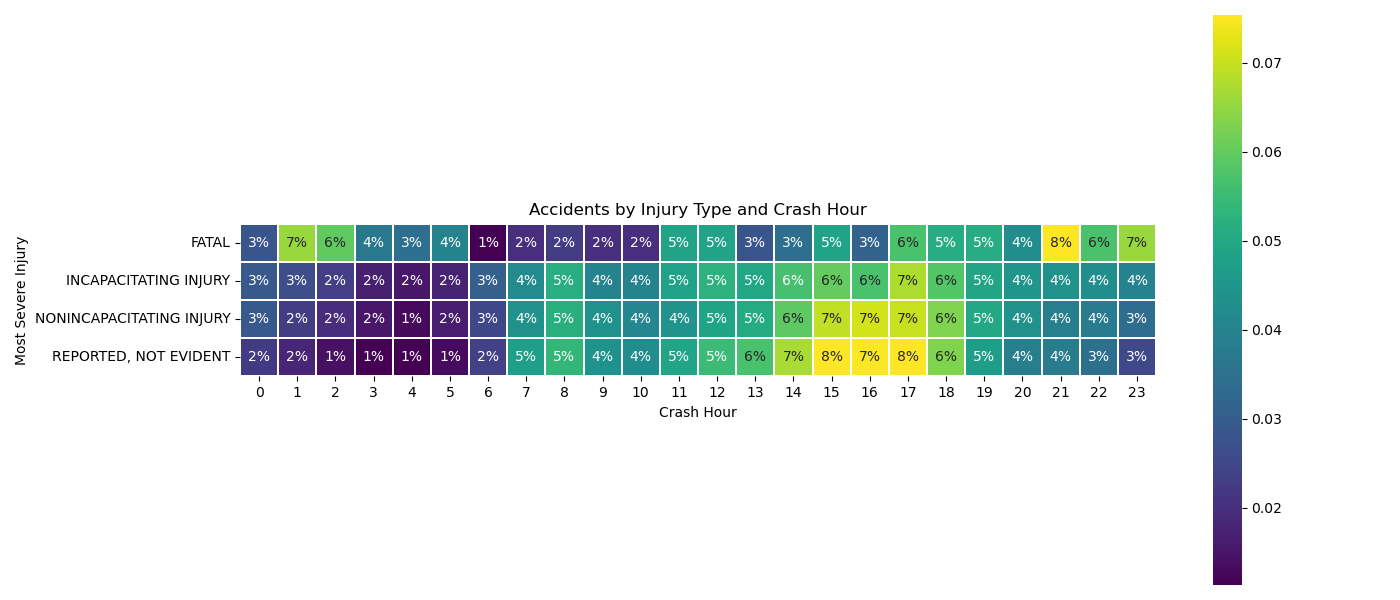 Accidents by Injury Type and Crash Hour
Most Severe Injury
FATAL 3% 7% 6% 4% 3% 4% 1% 2% 2% 2% 2% 5% 5% 3% 3% 5% 3% 6% 5% 5% 4% 8% 6% 7%
INCAPACITATING INJURY 3% 3% 2% 2% 2% 2% 3% 4% 5% 4% 4% 5% 5% 5% 6% 6% 6% 7% 6% 5% 4% 4% 4% 4%
NONINCAPACITATING INJURY 3% 2% 2% 2% 1% 2% 3% 4% 5% 4% 4% 4% 5% 5% 6% 7% 7% 7% 6% 5% 4% 4% 4% 3%
REPORTED, NOT EVIDENT 2% 2% 1% 1% 1% 1% 2% 5% 5% 4% 4% 5% 5% 6% 7% 8% 7% 8% 6% 5% 4% 4% 3% 3%
0 1 2 3 4 5 6 7 8 9 10 11 12 13 14 15 16 17 18 19 20 21 22 23
Crash Hour
0.07
0.06
0.05
0.04
0.03
0.02